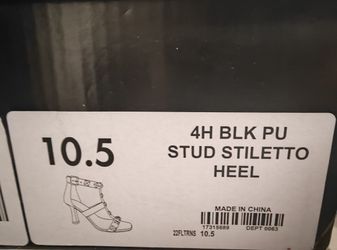 10.5
4H BLK PU
STUD STILETTO
HEEL
MADE IN CHINA
17315689 DEPT 0063
22FLTRNS 10.5